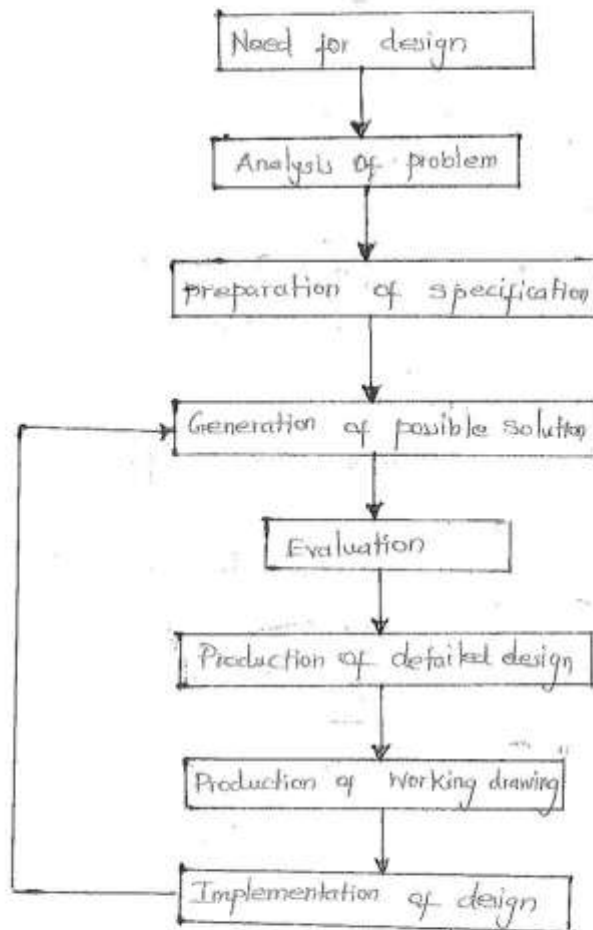 Need for design
Analysis of problem
preparation of specification
Generation of possible solution
Evaluation
Production of detailed design
Production of Working drawing
Implementation of design